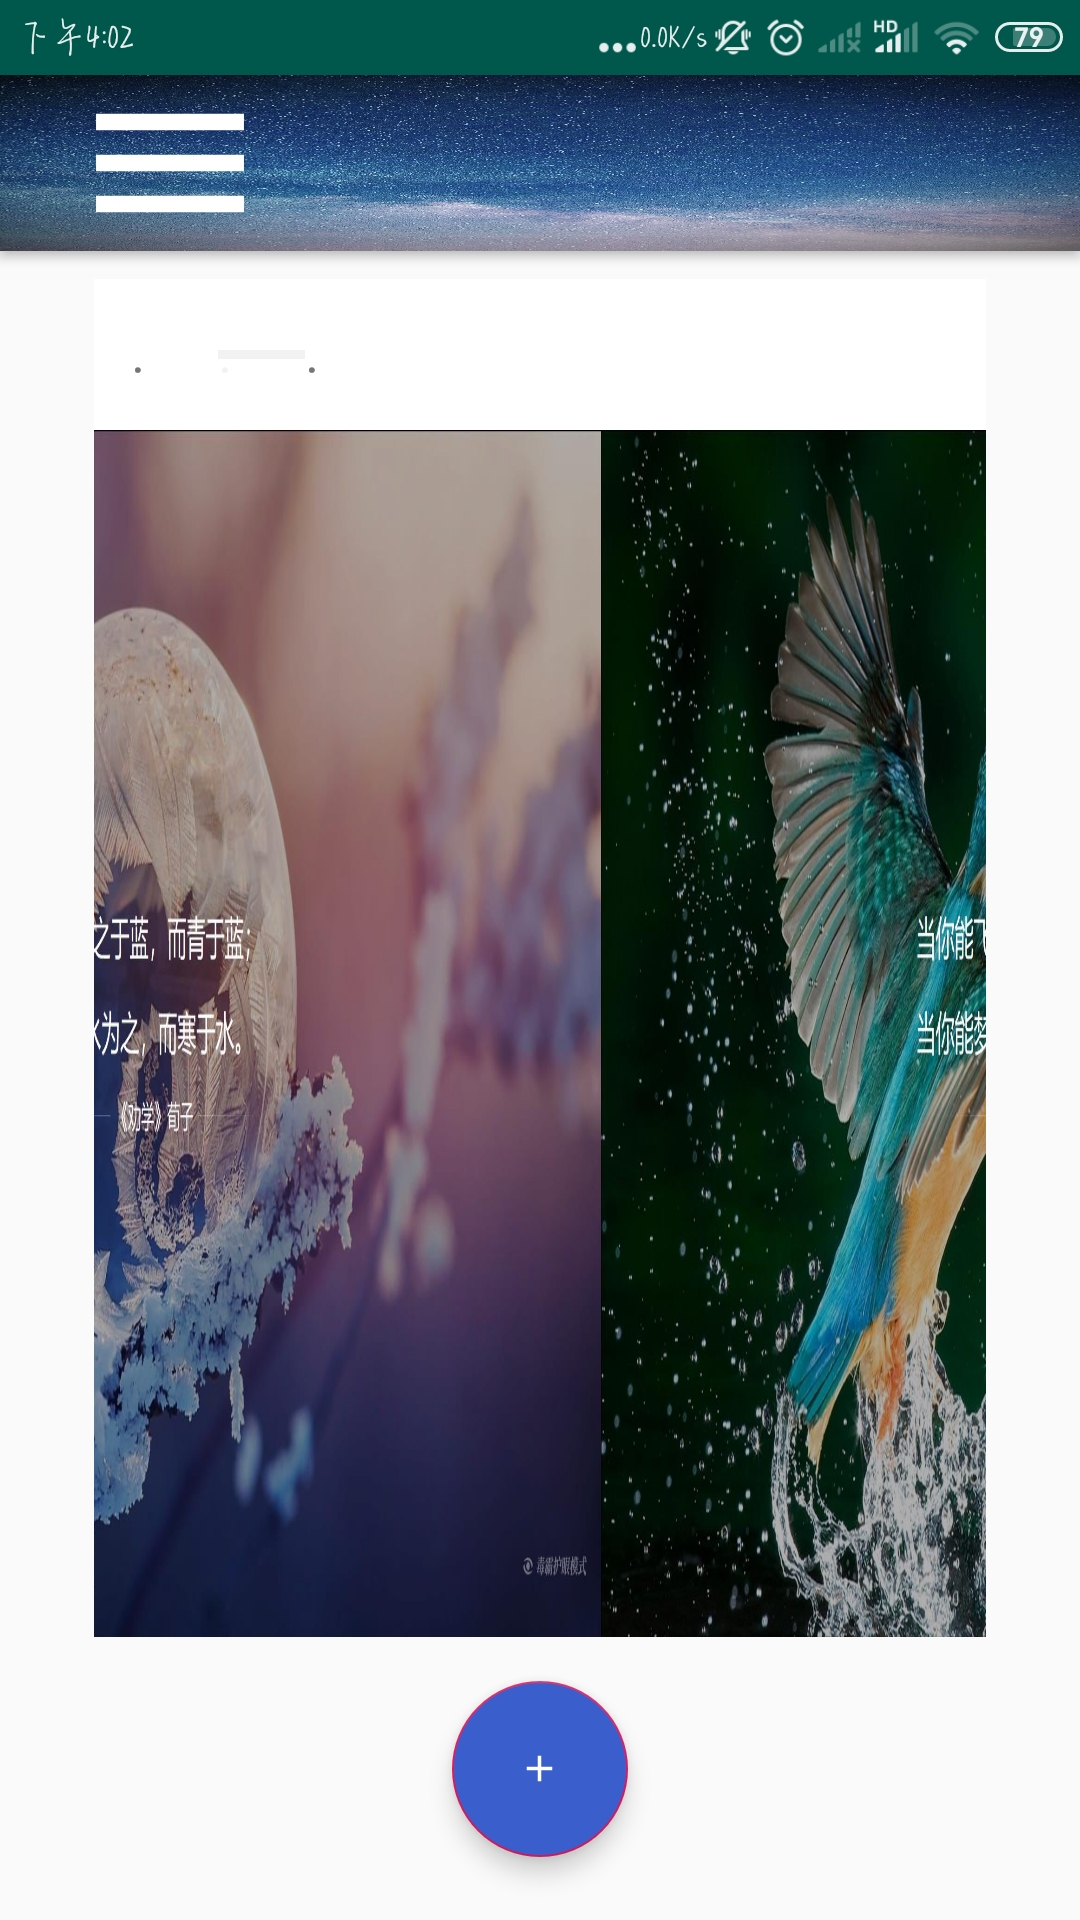 下午4:02
0.0K/s
HD
79
之于蓝，而青于蓝；
当你能
水为之，而寒于水。
当你能梦
《劝学》荀子
毒霸护眼模式